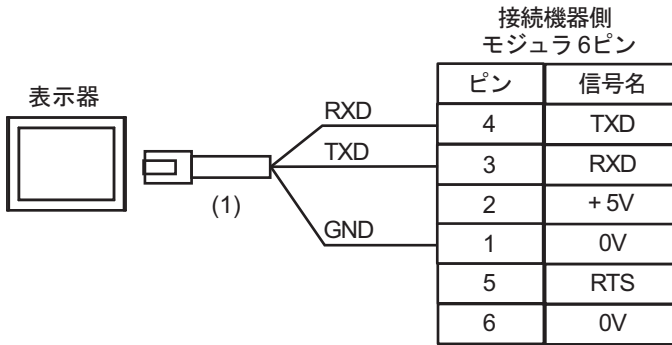 接続機器側
モジュラ 6ピン
ピン 信号名
表示器
RXD 4 TXD
TXD 3 RXD
2 + 5V
(1)
GND 1 0V
5 RTS
6 0V